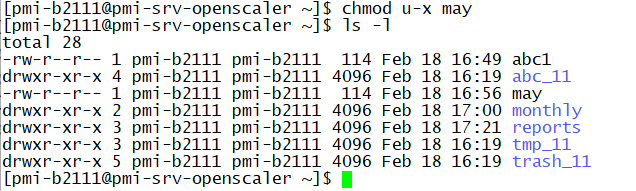 [pmi-b2111@pmi-srv-openscaler ~]$ chmod u-x may
[pmi-b2111@pmi-srv-openscaler ~]$ ls -l
total 28
-rw-r--r-- 1 pmi-b2111 pmi-b2111  114 Feb 18 16:49 abc1
drwxr-xr-x 4 pmi-b2111 pmi-b2111 4096 Feb 18 16:19 abc_11
-rw-r--r-- 1 pmi-b2111 pmi-b2111  114 Feb 18 16:56 may
drwxr-xr-x 2 pmi-b2111 pmi-b2111 4096 Feb 18 17:00 monthly
drwxr-xr-x 3 pmi-b2111 pmi-b2111 4096 Feb 18 17:21 reports
drwxr-xr-x 3 pmi-b2111 pmi-b2111 4096 Feb 18 16:19 tmp_11
drwxr-xr-x 5 pmi-b2111 pmi-b2111 4096 Feb 18 16:19 trash_11
[pmi-b2111@pmi-srv-openscaler ~]$